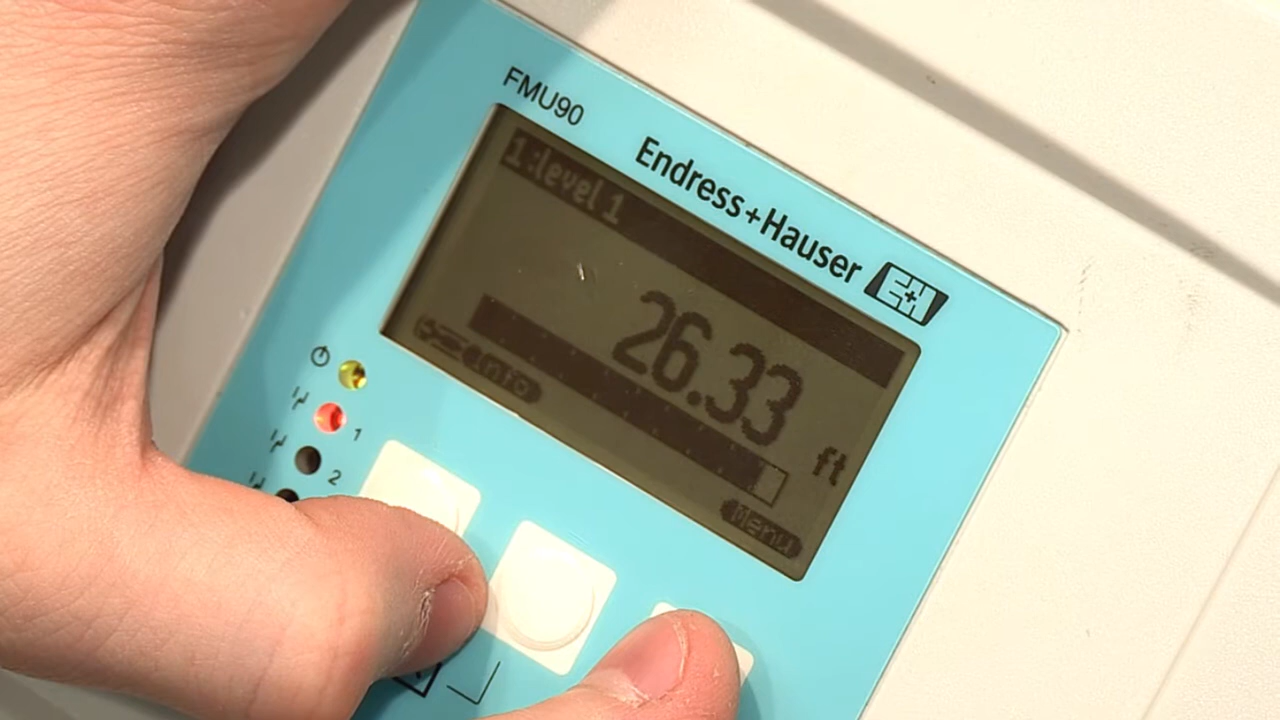 FMU90
Endress+Hauser
E+H
1:level 1
26.33
ft
info
Menu
1
2